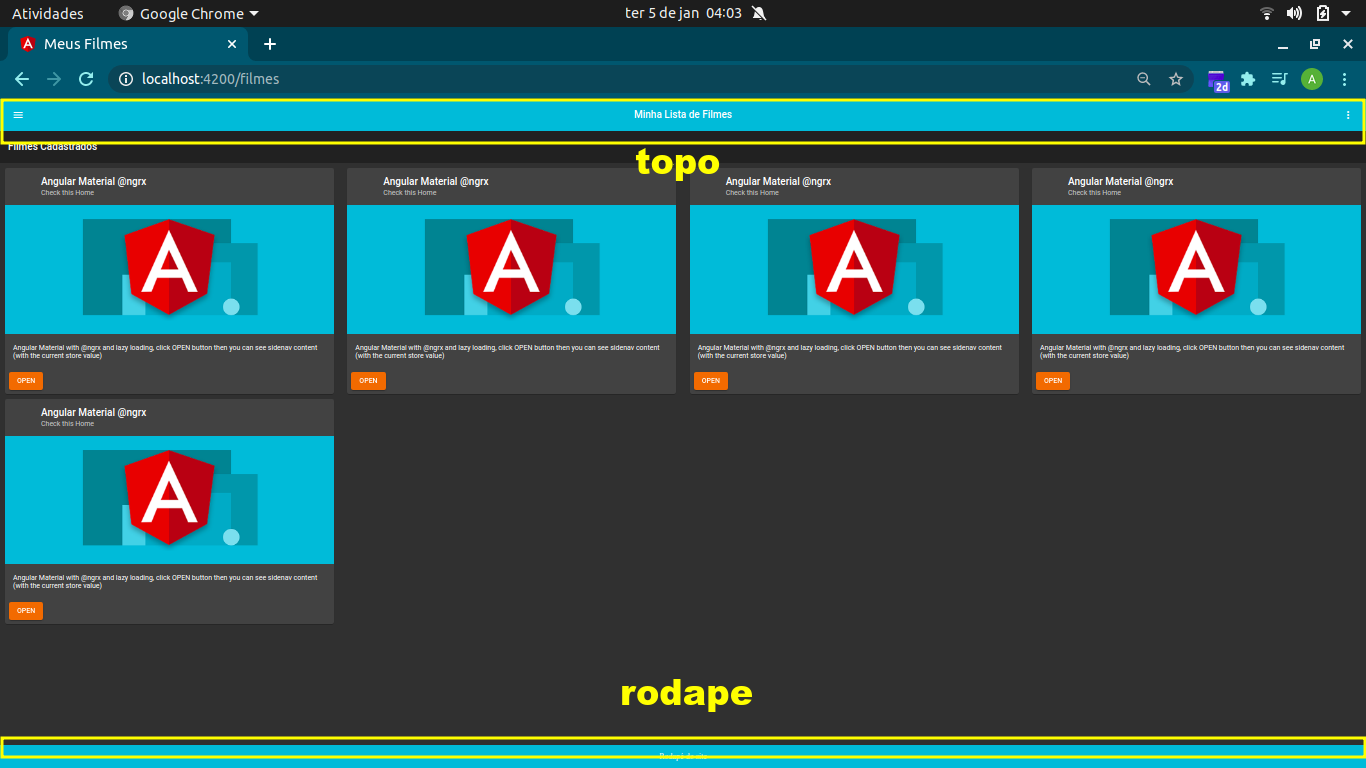 Atividades Google Chrome ter 5 de jan 04:03
Meus Filmes
localhost:4200/filmes 2d A
Minha Lista de Filmes
Filmes Cadastrados
topo
Angular Material @ngrx Angular Material @ngrx Angular Material @ngrx Angular Material @ngrx
Check this Home Check this Home Check this Home Check this Home
Angular Material with @ngrx and lazy loading, click OPEN button then you can see sidenav content Angular Material with @ngrx and lazy loading, click OPEN button then you can see sidenav content Angular Material with @ngrx and lazy loading, click OPEN button then you can see sidenav content Angular Material with @ngrx and lazy loading, click OPEN button then you can see sidenav content
(with the current store value) (with the current store value) (with the current store value) (with the current store value)
OPEN OPEN OPEN OPEN
Angular Material @ngrx
Check this Home
Angular Material with @ngrx and lazy loading, click OPEN button then you can see sidenav content
(with the current store value)
OPEN
rodape